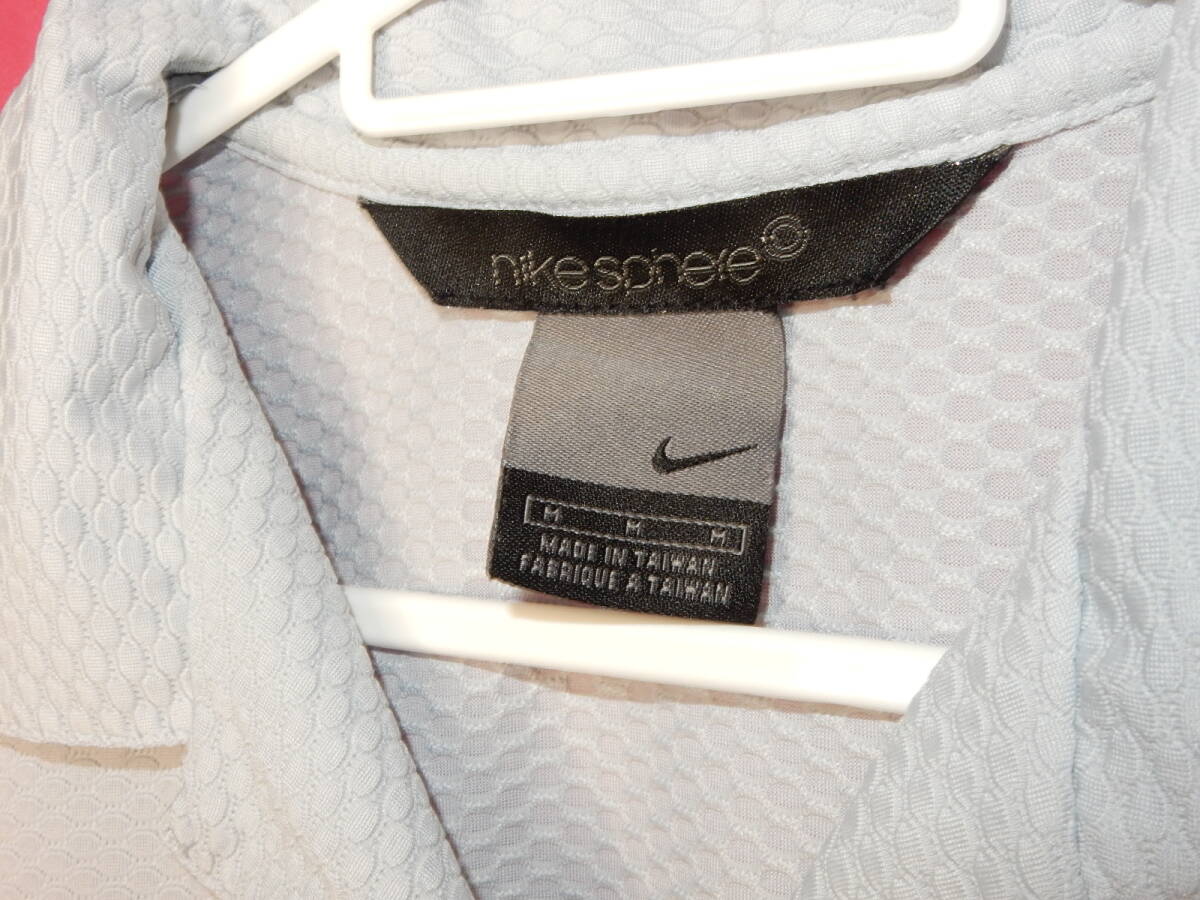 nikesphere
M M M
MADE IN TAIWAN
FABRIQUE A TAIWAN